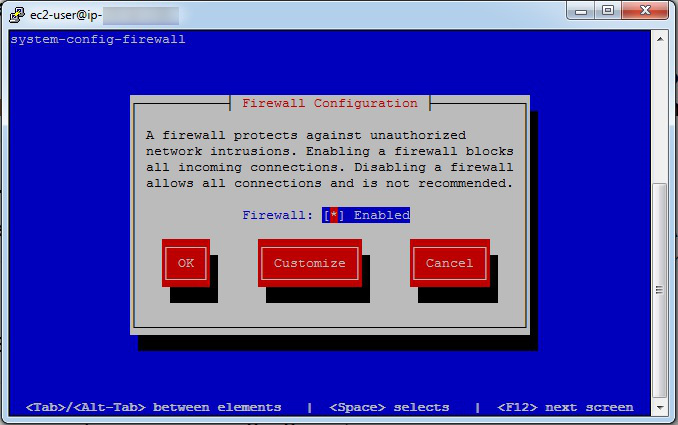 ec2-user@ip-
system-config-firewall
Firewall Configuration
A firewall protects against unauthorized
network intrusions. Enabling a firewall blocks
all incoming connections. Disabling a firewall
allows all connections and is not recommended.
Firewall: [*] Enabled
OK Customize Cancel
<Tab>/<Alt-Tab> between elements | <Space> selects | <F12> next screen